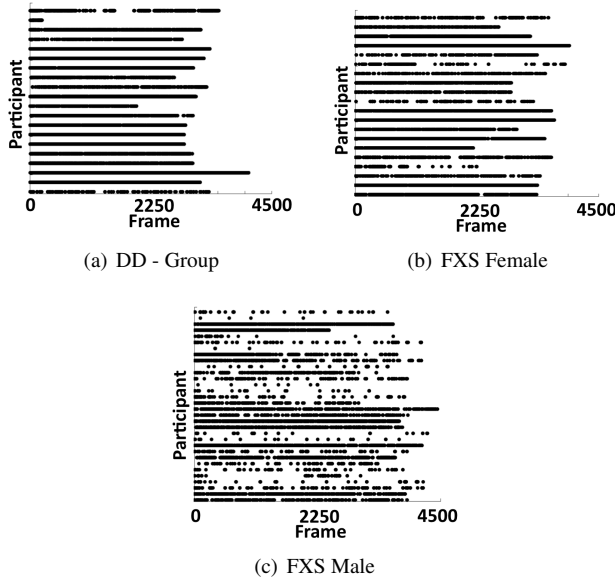 Participant
0 2250 4500
Frame
(a) DD - Group
Participant
0 2250 4500
Frame
(b) FXS Female
Participant
0 2250 4500
Frame
(c) FXS Male